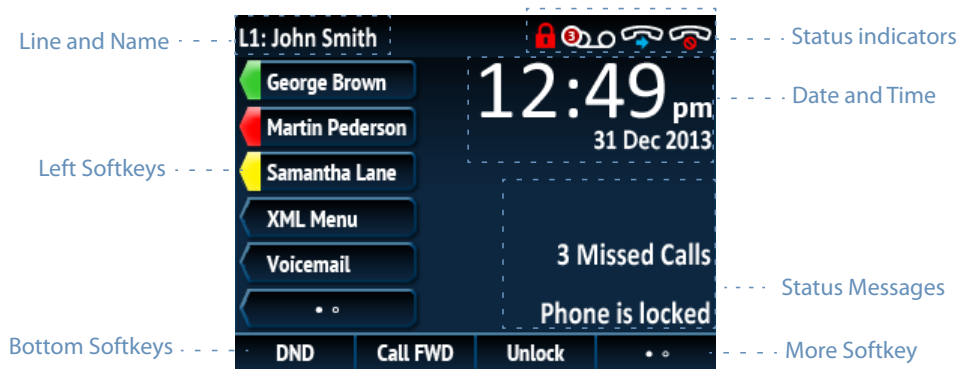 Line and Name
L1: John Smith
3
Status indicators
George Brown
12:49 pm
Date and Time
Martin Pederson
31 Dec 2013
Left Softkeys
Samantha Lane
XML Menu
Voicemail
3 Missed Calls
Status Messages
Phone is locked
Bottom Softkeys
DND
Call FWD
Unlock
More Softkey